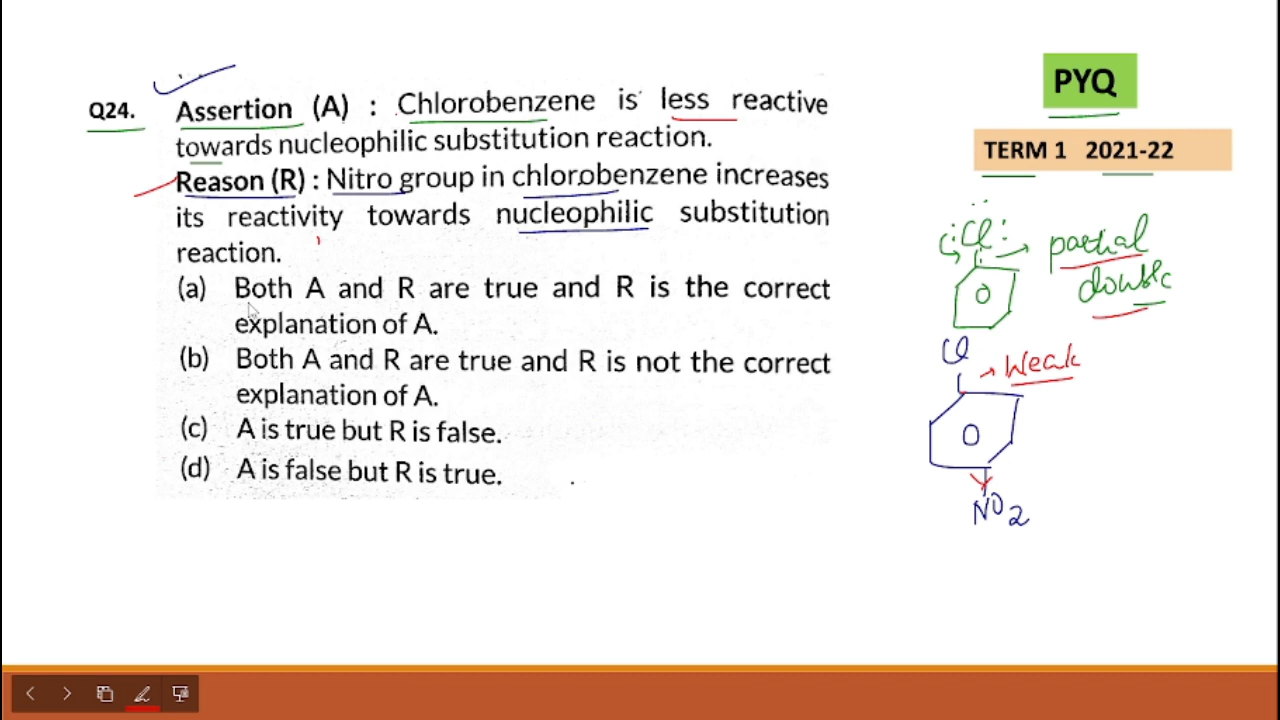 PYQ
Q24. Assertion (A) : Chlorobenzene is less reactive
towards nucleophilic substitution reaction.
Reason (R) : Nitro group in chlorobenzene increases
its reactivity towards nucleophilic substitution
reaction.
(a) Both A and R are true and R is the correct
explanation of A.
(b) Both A and R are true and R is not the correct
explanation of A.
(c) A is true but R is false.
(d) A is false but R is true.
TERM 1 2021-22
Cl
partial
double
Cl
Weak
NO2